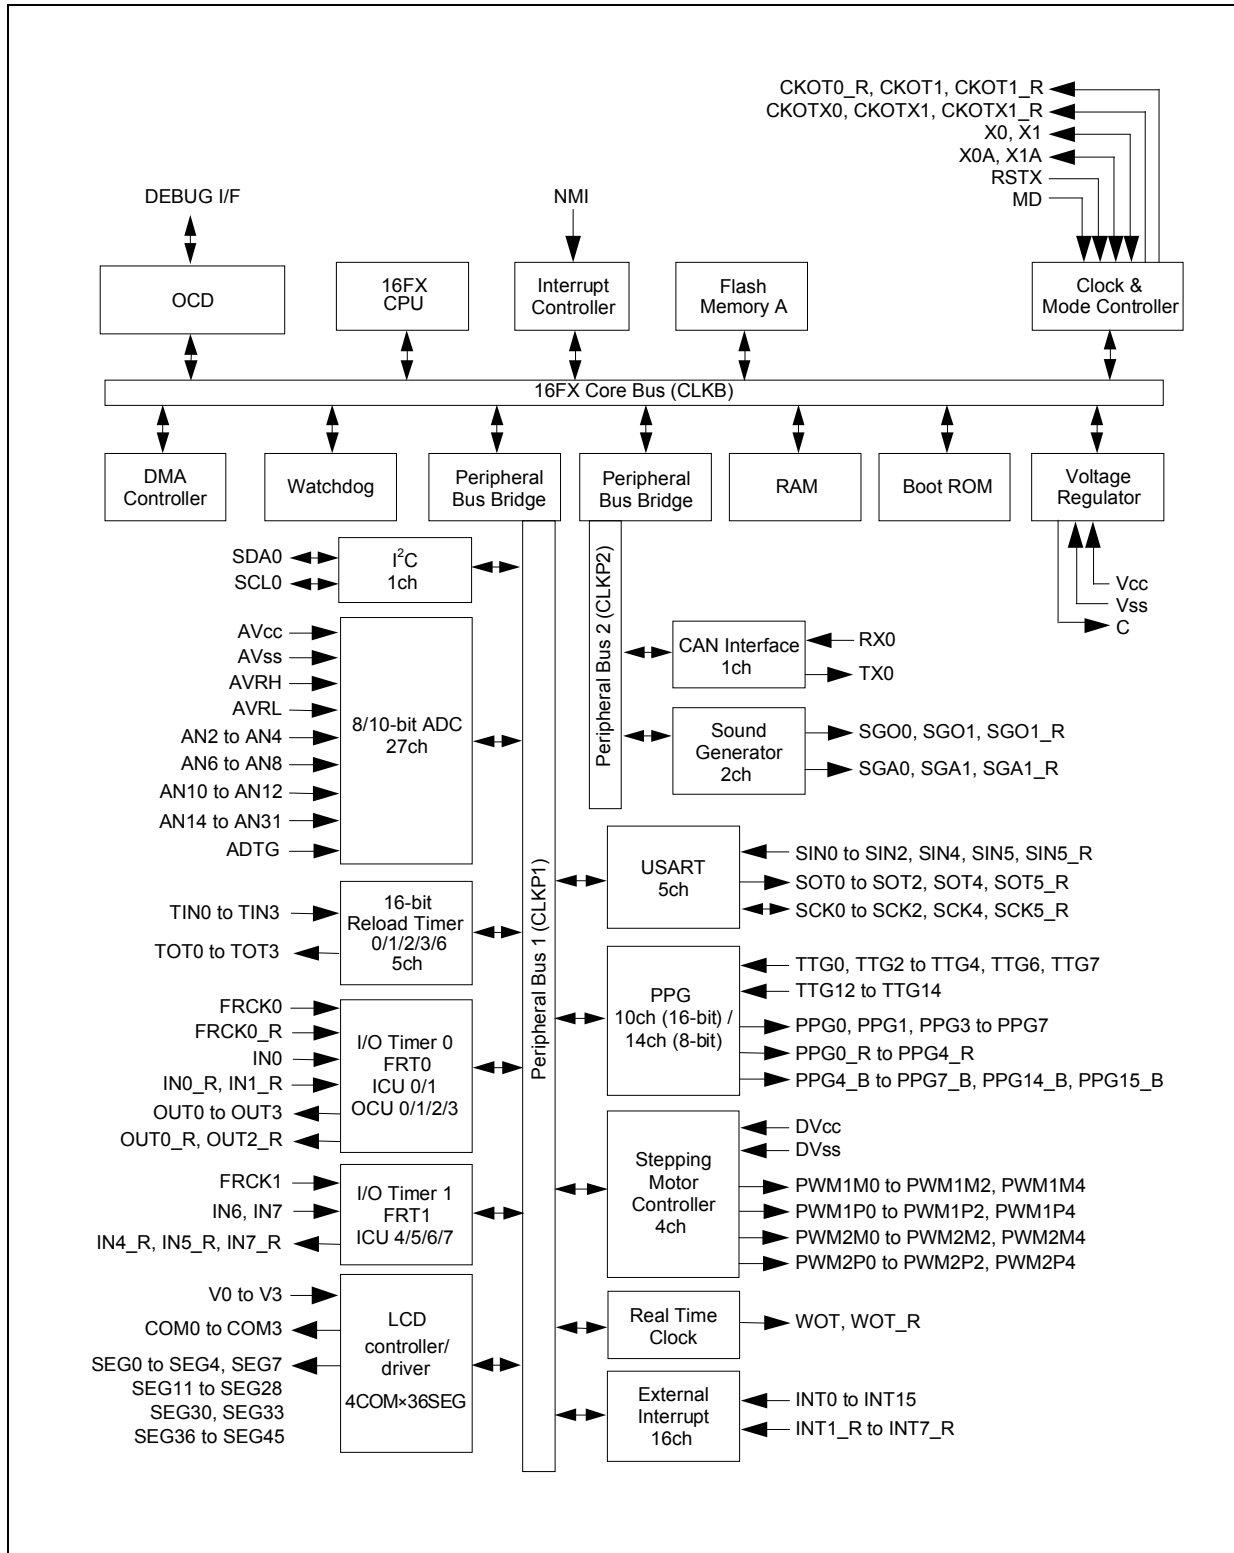 CKOT0_R, CKOT1, CKOT1_R
CKOTX0, CKOTX1, CKOTX1_R
X0, X1
X0A, X1A
RSTX
MD
DEBUG I/F
NMI
OCD
16FX
CPU
Interrupt
Controller
Flash
Memory A
Clock &
Mode Controller
16FX Core Bus (CLKB)
DMA
Controller
Watchdog
Peripheral
Bus Bridge
Peripheral
Bus Bridge
RAM
Boot ROM
Voltage
Regulator
Vcc
Vss
C
Peripheral Bus 1 (CLKP1)
Peripheral Bus 2 (CLKP2)
SDA0
SCL0
I²C
1ch
AVcc
AVss
AVRH
AVRL
AN2 to AN4
AN6 to AN8
AN10 to AN12
AN14 to AN31
ADTG
8/10-bit ADC
27ch
TIN0 to TIN3
TOT0 to TOT3
16-bit
Reload Timer
0/1/2/3/6
5ch
FRCK0
FRCK0_R
IN0
IN0_R, IN1_R
OUT0 to OUT3
OUT0_R, OUT2_R
I/O Timer 0
FRT0
ICU 0/1
OCU 0/1/2/3
FRCK1
IN6, IN7
IN4_R, IN5_R, IN7_R
I/O Timer 1
FRT1
ICU 4/5/6/7
V0 to V3
COM0 to COM3
SEG0 to SEG4, SEG7
SEG11 to SEG28
SEG30, SEG33
SEG36 to SEG45
LCD
controller/
driver
4COM×36SEG
CAN Interface
1ch
RX0
TX0
Sound
Generator
2ch
SGO0, SGO1, SGO1_R
SGA0, SGA1, SGA1_R
USART
5ch
SIN0 to SIN2, SIN4, SIN5, SIN5_R
SOT0 to SOT2, SOT4, SOT5_R
SCK0 to SCK2, SCK4, SCK5_R
PPG
10ch (16-bit) /
14ch (8-bit)
TTG0, TTG2 to TTG4, TTG6, TTG7
TTG12 to TTG14
PPG0, PPG1, PPG3 to PPG7
PPG0_R to PPG4_R
PPG4_B to PPG7_B, PPG14_B, PPG15_B
Stepping
Motor
Controller
4ch
DVcc
DVss
PWM1M0 to PWM1M2, PWM1M4
PWM1P0 to PWM1P2, PWM1P4
PWM2M0 to PWM2M2, PWM2M4
PWM2P0 to PWM2P2, PWM2P4
Real Time
Clock
WOT, WOT_R
External
Interrupt
16ch
INT0 to INT15
INT1_R to INT7_R